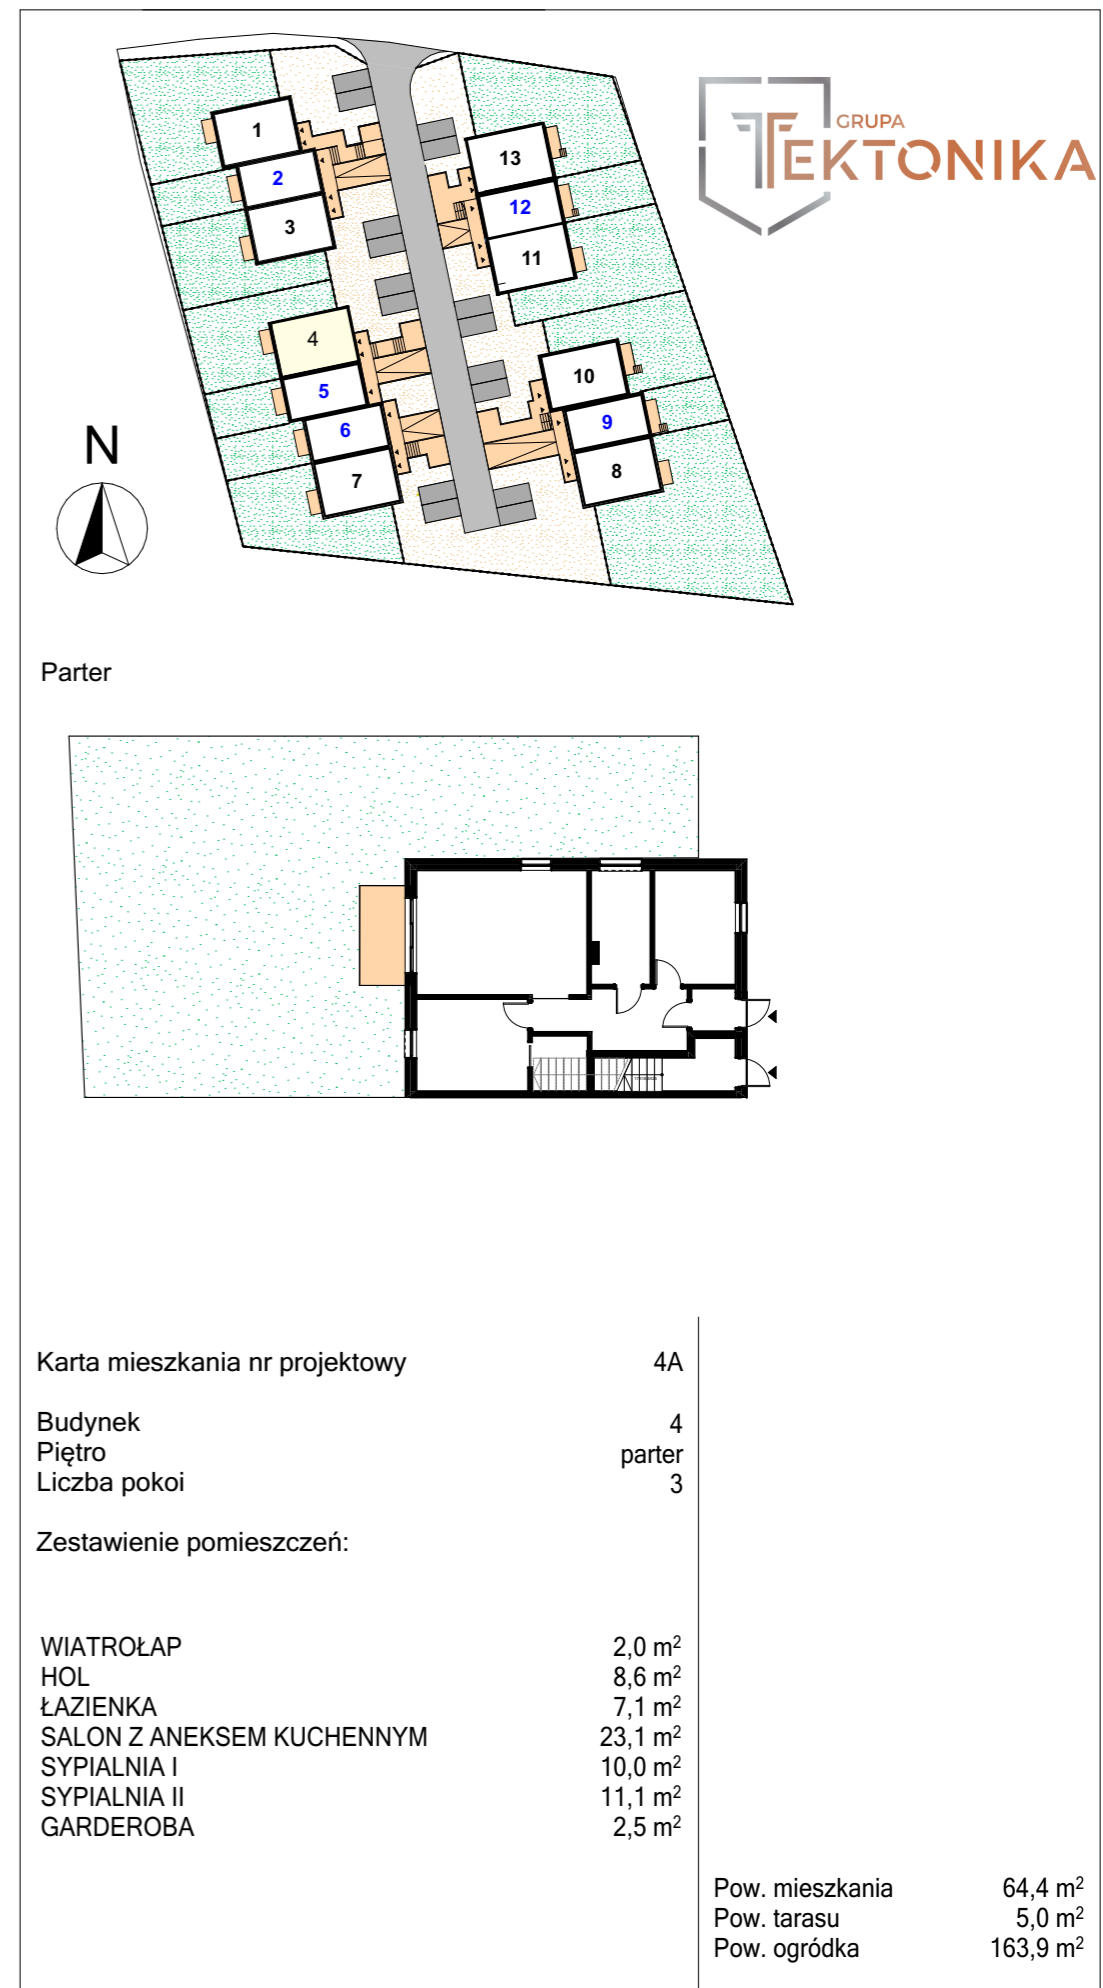 GRUPA
TEKTONIKA
1
2
3
13
12
11
4
5
6
7
10
9
8
N
Parter
Karta mieszkania nr projektowy 4A
Budynek 4
Piętro parter
Liczba pokoi 3
Zestawienie pomieszczeń:
WIATROŁAP 2,0 m²
HOL 8,6 m²
ŁAZIENKA 7,1 m²
SALON Z ANEKSEM KUCHENNYM 23,1 m²
SYPIALNIA I 10,0 m²
SYPIALNIA II 11,1 m²
GARDEROBA 2,5 m²
Pow. mieszkania 64,4 m²
Pow. tarasu 5,0 m²
Pow. ogródka 163,9 m²